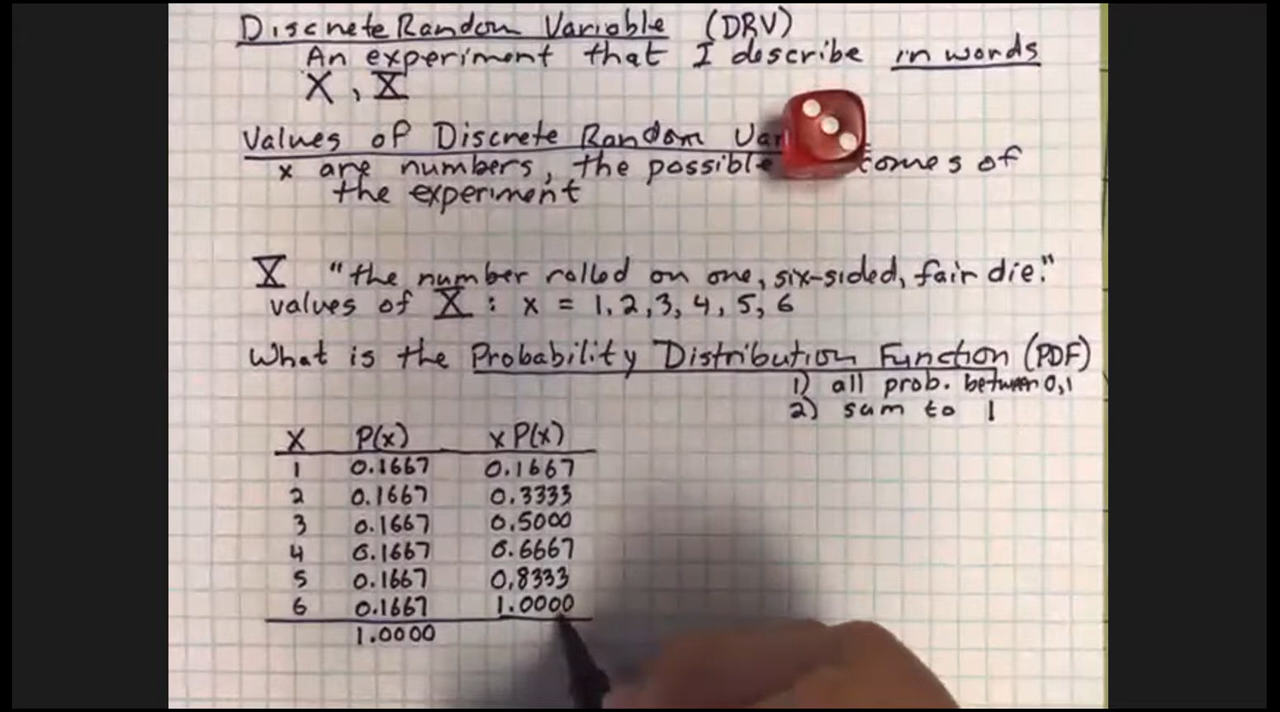 Discrete Random Variable (DRV)
An experiment that I describe in words
X, X
Values of Discrete Random Var
x are numbers, the possible comes of
the experiment
X "the number rolled on one, six-sided, fair die."
values of X : x = 1, 2, 3, 4, 5, 6
What is the Probability Distribution Function (PDF)
1) all prob. between 0,1
2) sum to 1
X P(x) x P(x)
1 0.1667 0.1667
2 0.1667 0.3333
3 0.1667 0.5000
4 0.1667 0.6667
5 0.1667 0.8333
6 0.1667 1.0000
1.0000